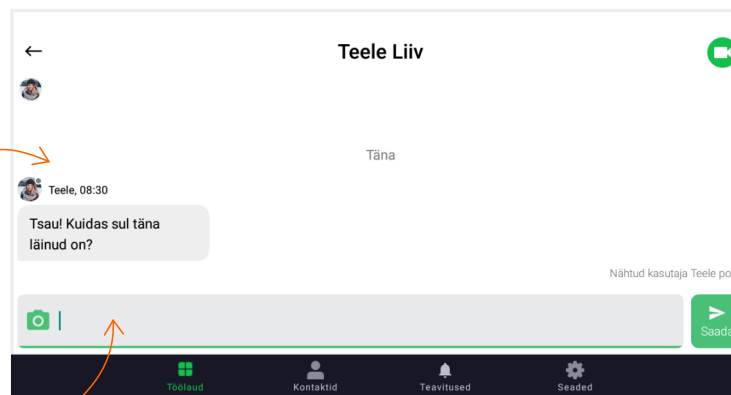 Teele Liiv
Täna
Teele, 08:30
Tsau! Kuidas sul täna
läinud on?
Nähtud kasutaja Teele po
Saada
Töölaud
Kontaktid
Teavitused
Seaded